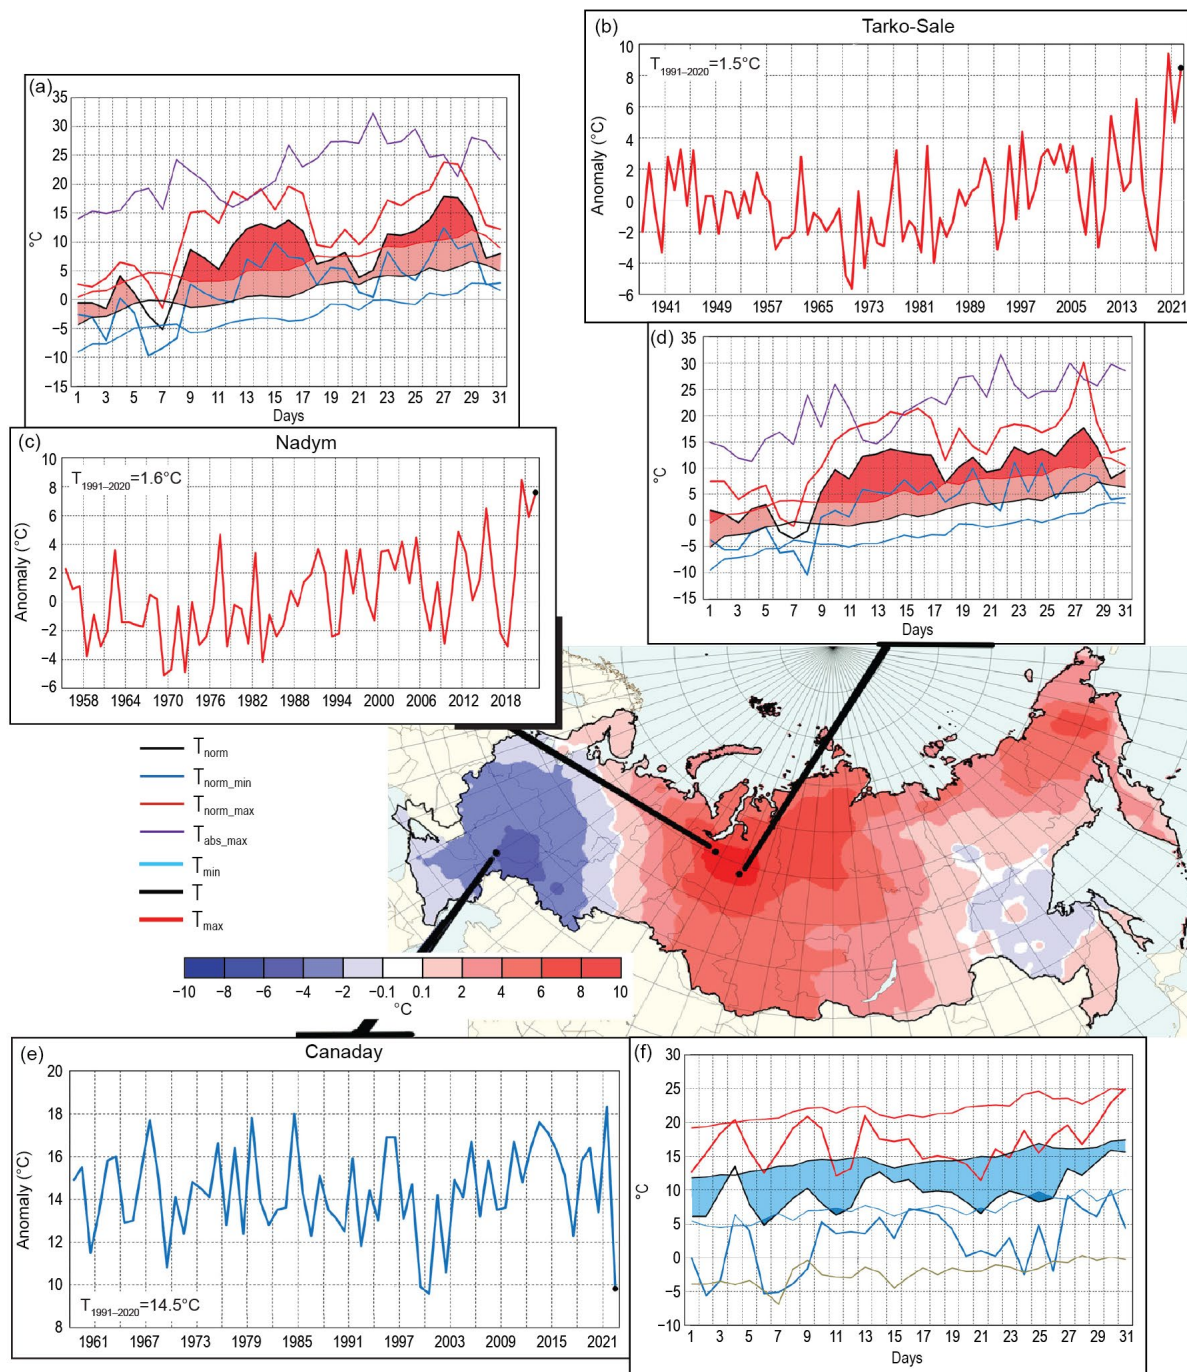 (b) Tarko-Sale
T1991–2020=1.5°C
Anomaly (°C)
10
8
6
4
2
0
−2
−4
−6
1941 1949 1957 1965 1973 1981 1989 1997 2005 2013 2021
(a)
°C
35
30
25
20
15
10
5
0
−5
−10
−15
1 3 5 7 9 11 13 15 17 19 21 23 25 27 29 31
Days
(d)
°C
35
30
25
20
15
10
5
0
−5
−10
−15
1 3 5 7 9 11 13 15 17 19 21 23 25 27 29 31
Days
(c) Nadym
T1991–2020=1.6°C
Anomaly (°C)
10
8
6
4
2
0
−2
−4
−6
1958 1964 1970 1976 1982 1988 1994 2000 2006 2012 2018
Tnorm
Tnorm_min
Tnorm_max
Tabs_max
Tmin
T
Tmax
−10 −8 −6 −4 −2 −0.1 0.1 2 4 6 8 10
°C
(e) Canaday
Anomaly (°C)
20
18
16
14
12
10
8
T1991–2020=14.5°C
1961 1967 1973 1979 1985 1991 1997 2003 2009 2015 2021
(f)
°C
30
25
20
15
10
5
0
−5
−10
1 3 5 7 9 11 13 15 17 19 21 23 25 27 29 31
Days